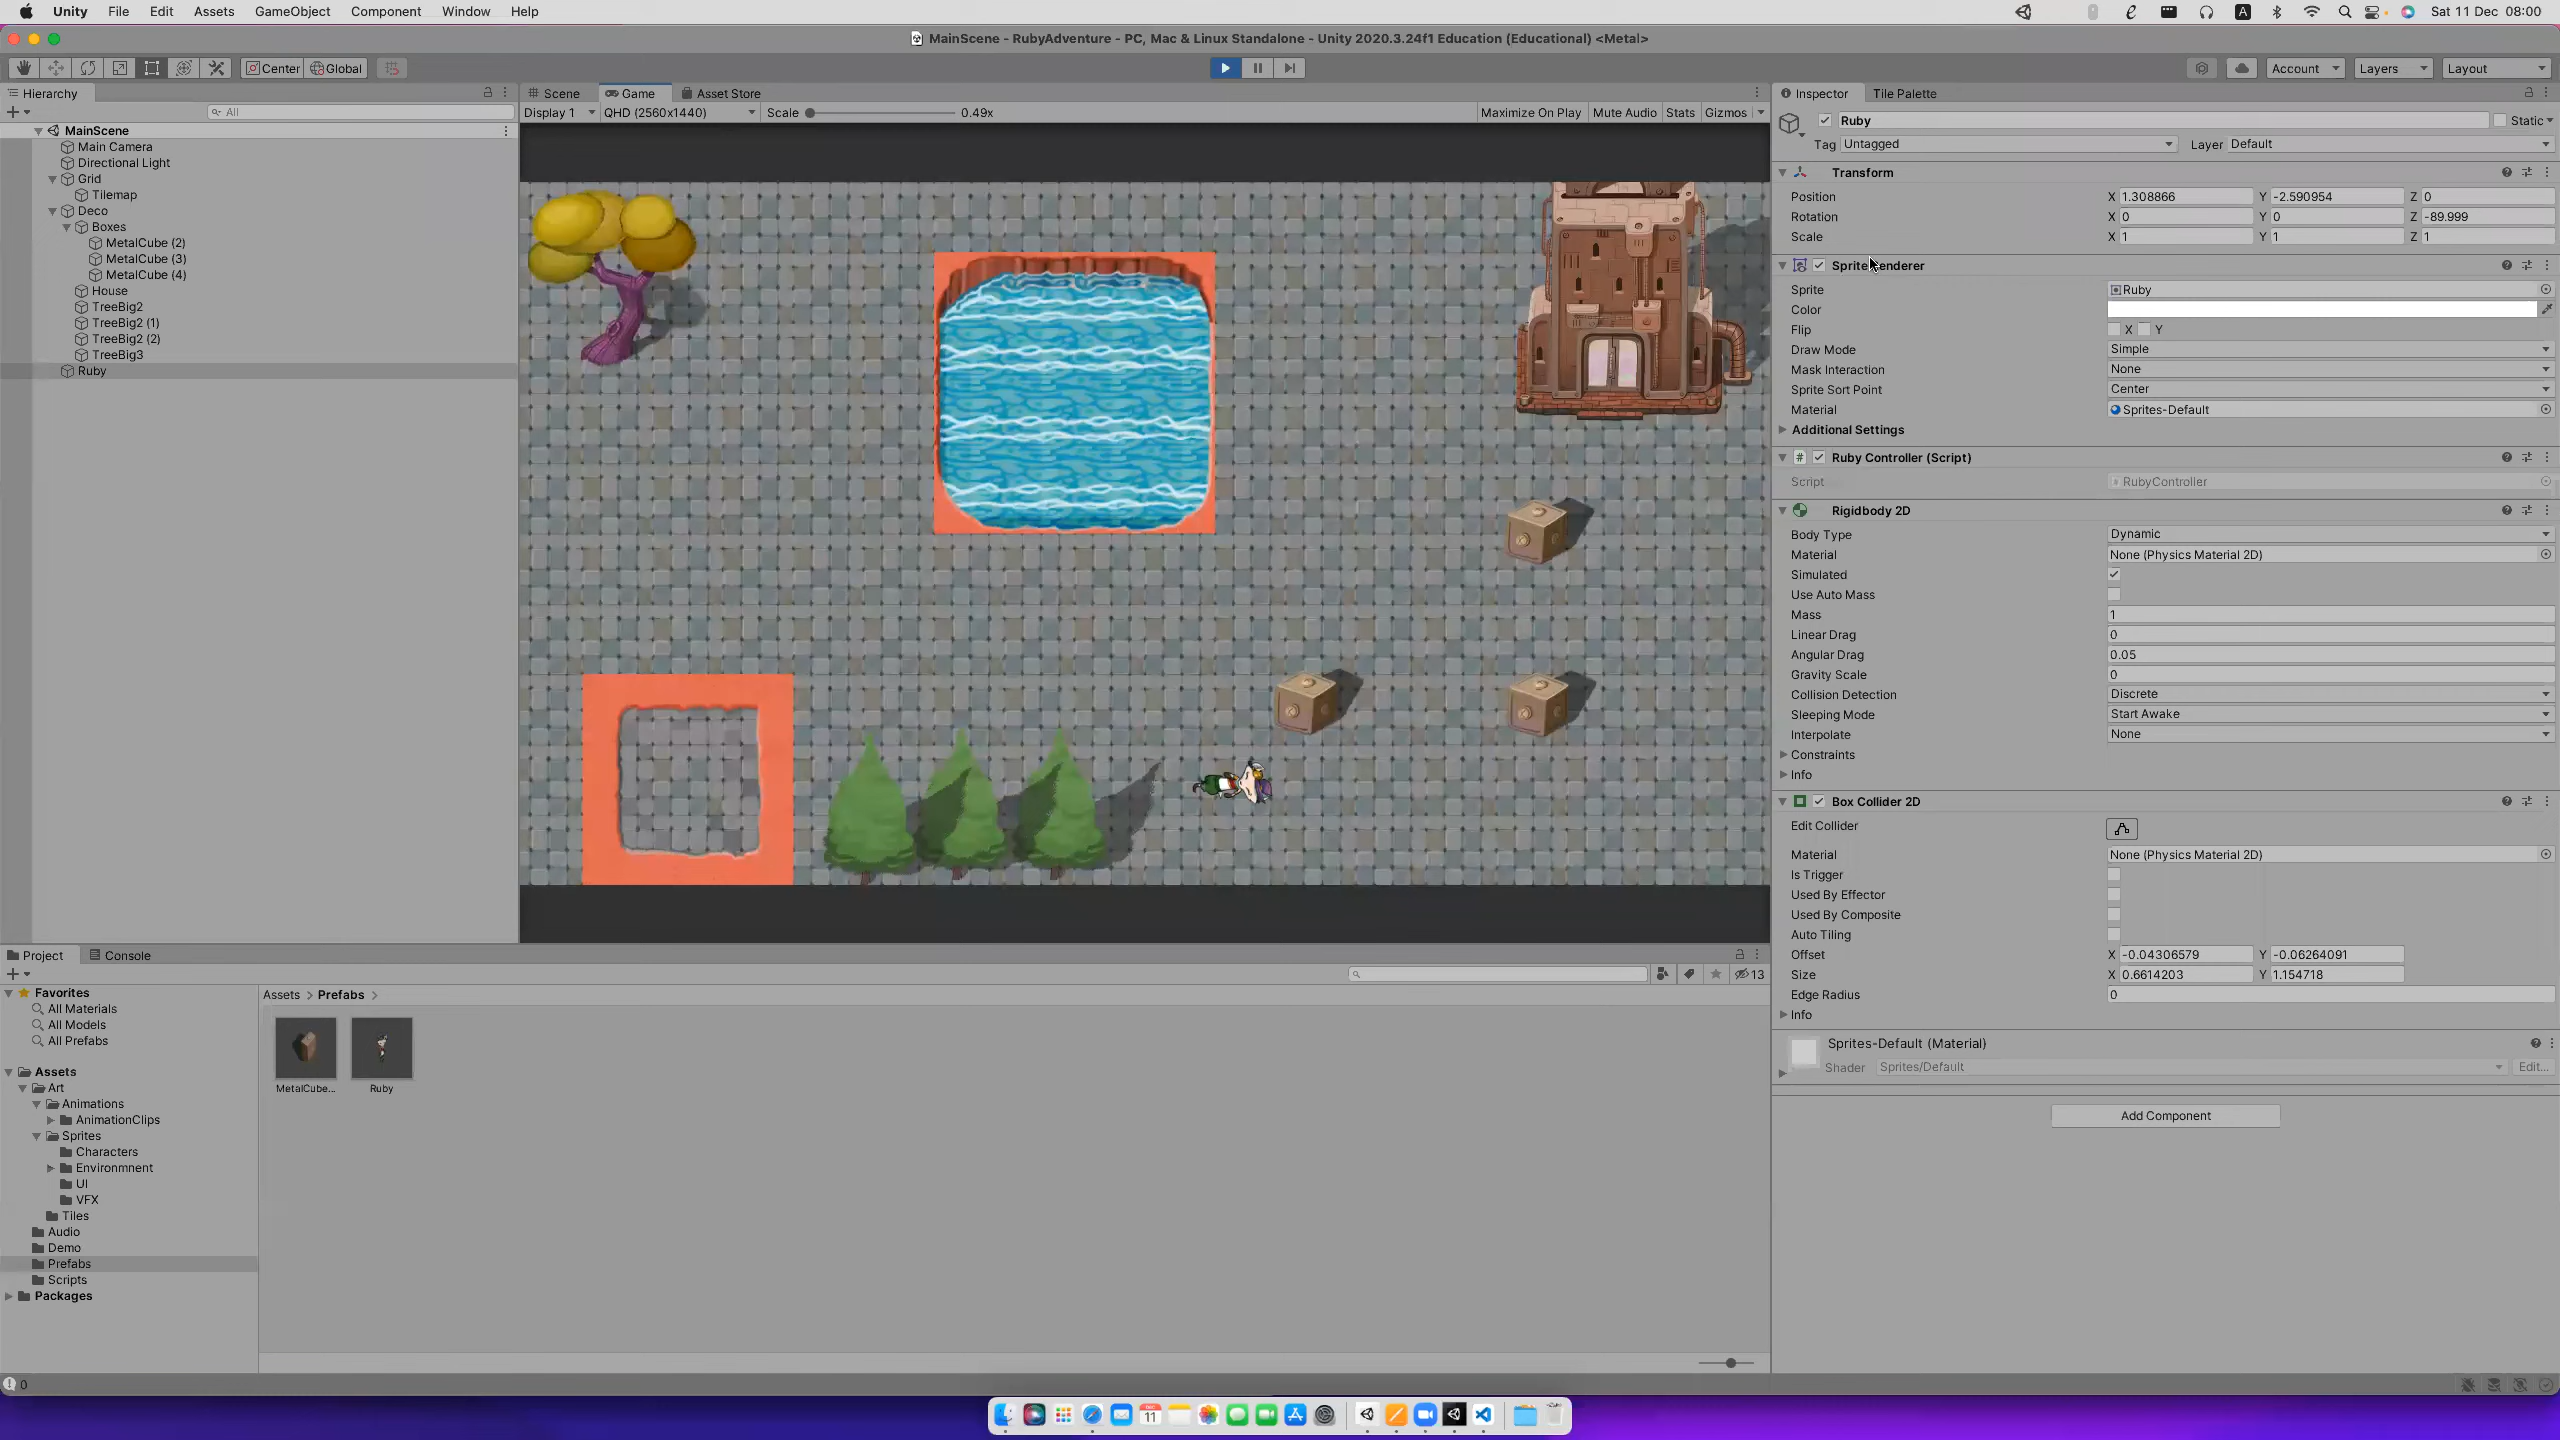 Unity File Edit Assets GameObject Component Window Help A Sat 11 Dec 08:00
MainScene - RubyAdventure - PC, Mac & Linux Standalone - Unity 2020.3.24f1 Education (Educational) <Metal>
Center Global Account Layers Layout
Hierarchy
All
MainScene
Main Camera
Directional Light
Grid
Tilemap
Deco
Boxes
MetalCube (2)
MetalCube (3)
MetalCube (4)
House
TreeBig2
TreeBig2 (1)
TreeBig2 (2)
TreeBig3
Ruby
Scene Game Asset Store
Display 1 QHD (2560x1440) Scale 0.49x Maximize On Play Mute Audio Stats Gizmos
Inspector Tile Palette
Ruby Static
Tag Untagged Layer Default
Transform
Position X 1.308866 Y -2.590954 Z 0
Rotation X 0 Y 0 Z -89.999
Scale X 1 Y 1 Z 1
Sprite Renderer
Sprite Ruby
Color
Flip X Y
Draw Mode Simple
Mask Interaction None
Sprite Sort Point Center
Material Sprites-Default
Additional Settings
# Ruby Controller (Script)
Script RubyController
Rigidbody 2D
Body Type Dynamic
Material None (Physics Material 2D)
Simulated
Use Auto Mass
Mass 1
Linear Drag 0
Angular Drag 0.05
Gravity Scale 0
Collision Detection Discrete
Sleeping Mode Start Awake
Interpolate None
Constraints
Info
Box Collider 2D
Edit Collider
Material None (Physics Material 2D)
Is Trigger
Used By Effector
Used By Composite
Auto Tiling
Offset X -0.04306579 Y -0.06264091
Size X 0.6614203 Y 1.154718
Edge Radius 0
Info
Sprites-Default (Material)
Shader Sprites/Default Edit...
Add Component
Project Console
13
Favorites
All Materials
All Models
All Prefabs
Assets
Art
Animations
AnimationClips
Sprites
Characters
Environmnent
UI
VFX
Tiles
Audio
Demo
Prefabs
Scripts
Packages
Assets > Prefabs >
MetalCube... Ruby
0
DEC
11